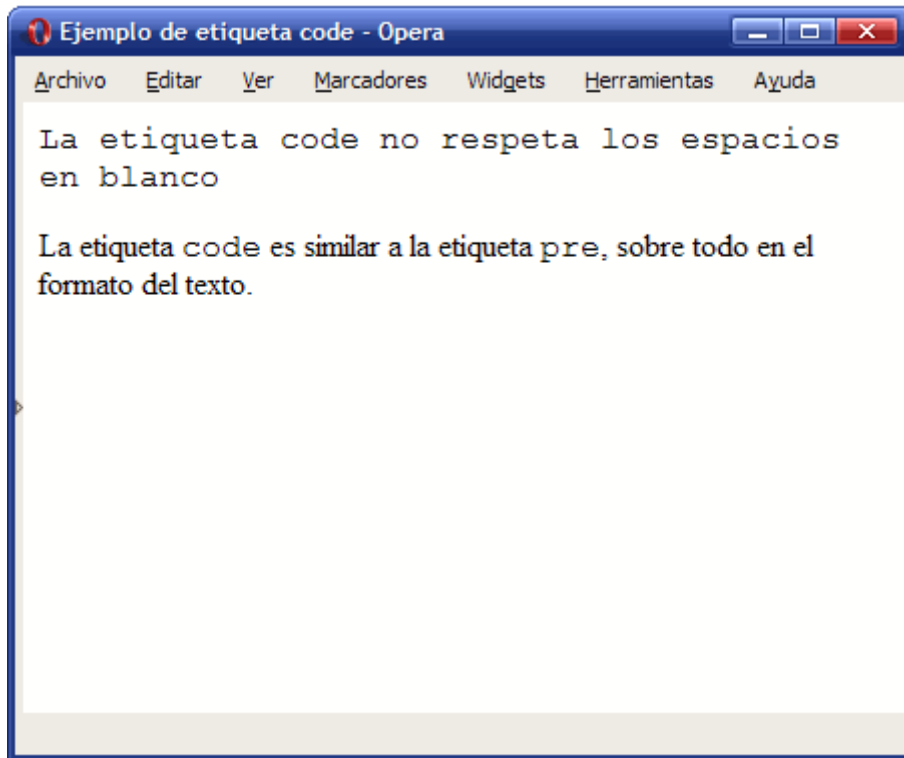 Ejemplo de etiqueta code - Opera
Archivo Editar Ver Marcadores Widgets Herramientas Ayuda
La etiqueta code no respeta los espacios
en blanco
La etiqueta code es similar a la etiqueta pre, sobre todo en el
formato del texto.